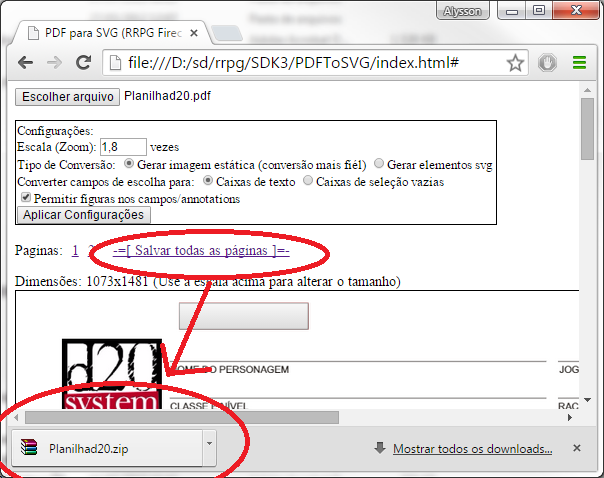 Alysson
PDF para SVG (RRPG Firec
file:///D:/sd/rrpg/SDK3/PDFToSVG/index.html#
Escolher arquivo Planilhad20.pdf
Configurações:
Escala (Zoom): 1,8 vezes
Tipo de Conversão: Gerar imagem estática (conversão mais fiél) Gerar elementos svg
Converter campos de escolha para: Caixas de texto Caixas de seleção vazias
Permitir figuras nos campos/annotations
Aplicar Configurações
Paginas: 1 2 -=[ Salvar todas as páginas ]=-
Dimensões: 1073x1481 (Use a escala acima para alterar o tamanho)
d20
system
NOME DO PERSONAGEM JOG
CLASSE E NÍVEL RAC
Planilhad20.zip Mostrar todos os downloads...